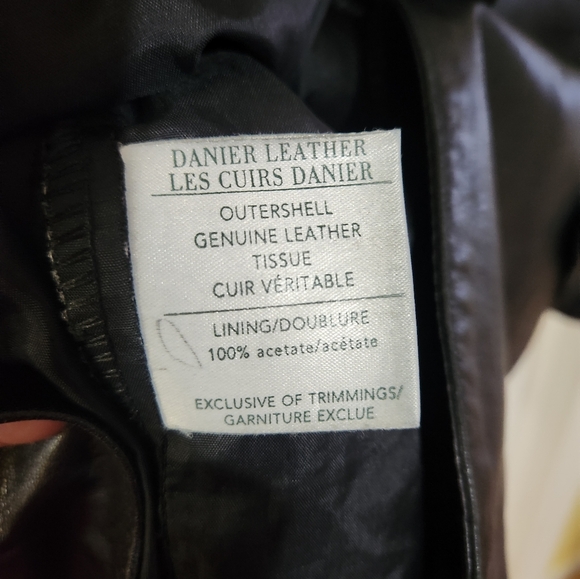 DANIER LEATHER
LES CUIRS DANIER
OUTERSHELL
GENUINE LEATHER
TISSUE
CUIR VÉRITABLE
LINING/DOUBLURE
100% acetate/acétate
EXCLUSIVE OF TRIMMINGS/
GARNITURE EXCLUE